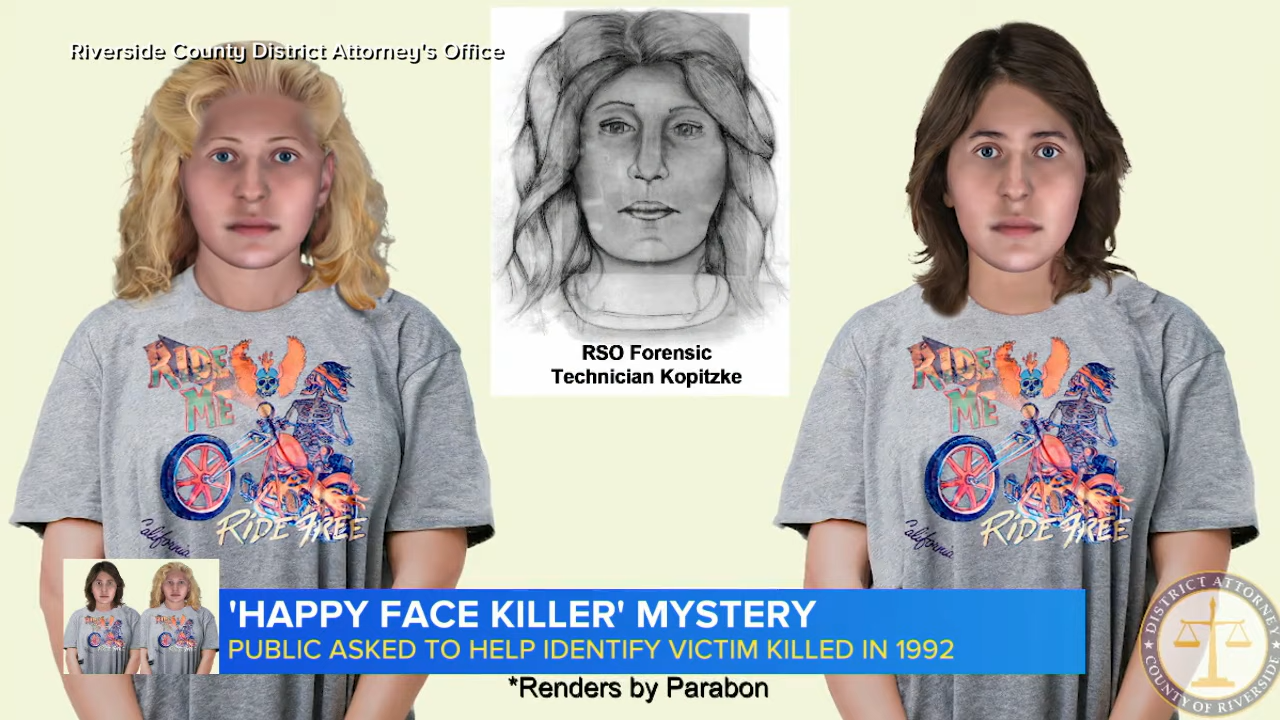 Riverside County District Attorney's Office
RSO Forensic
Technician Kopitzke
RIDE
ME
California
RIDE FREE
RIDE
ME
California
RIDE FREE
'HAPPY FACE KILLER' MYSTERY
PUBLIC ASKED TO HELP IDENTIFY VICTIM KILLED IN 1992
*Renders by Parabon
DISTRICT ATTORNEY
COUNTY OF RIVERSIDE